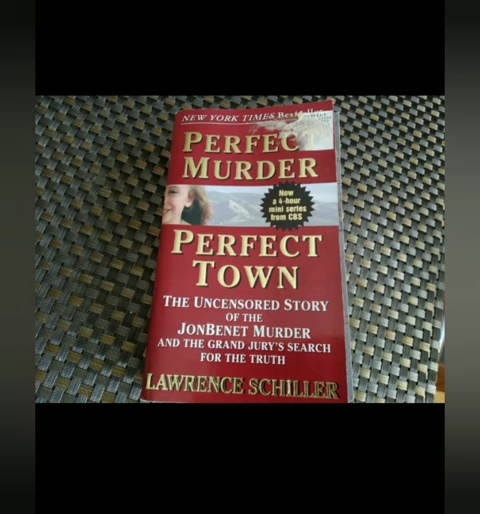 NEW YORK TIMES Bestseller
PERFEC
MURDER
Now
a 4-hour
mini series
from CBS
PERFECT
TOWN
THE UNCENSORED STORY
OF THE
JONBENET MURDER
AND THE GRAND JURY'S SEARCH
FOR THE TRUTH
LAWRENCE SCHILLER